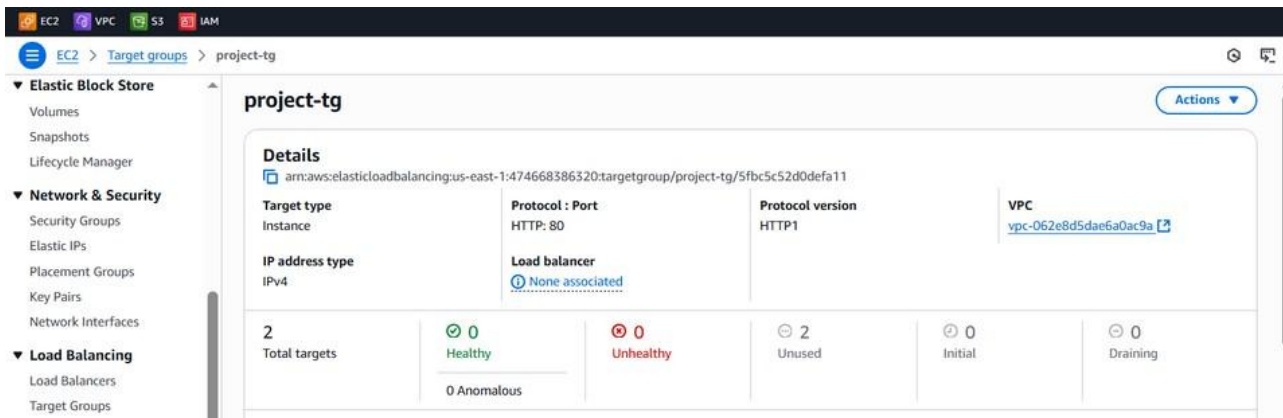 EC2 VPC S3 IAM
EC2 > Target groups > project-tg
Elastic Block Store
Volumes
Snapshots
Lifecycle Manager
Network & Security
Security Groups
Elastic IPs
Placement Groups
Key Pairs
Network Interfaces
Load Balancing
Load Balancers
Target Groups
project-tg
Actions
Details
arn:aws:elasticloadbalancing:us-east-1:474668386320:targetgroup/project-tg/5fbc5c52d0defa11
Target type Protocol : Port Protocol version VPC
Instance HTTP: 80 HTTP1 vpc-062e8d5dae6a0ac9a
IP address type Load balancer
IPv4 None associated
2 0 0 2 0 0
Total targets Healthy Unhealthy Unused Initial Draining
0 Anomalous